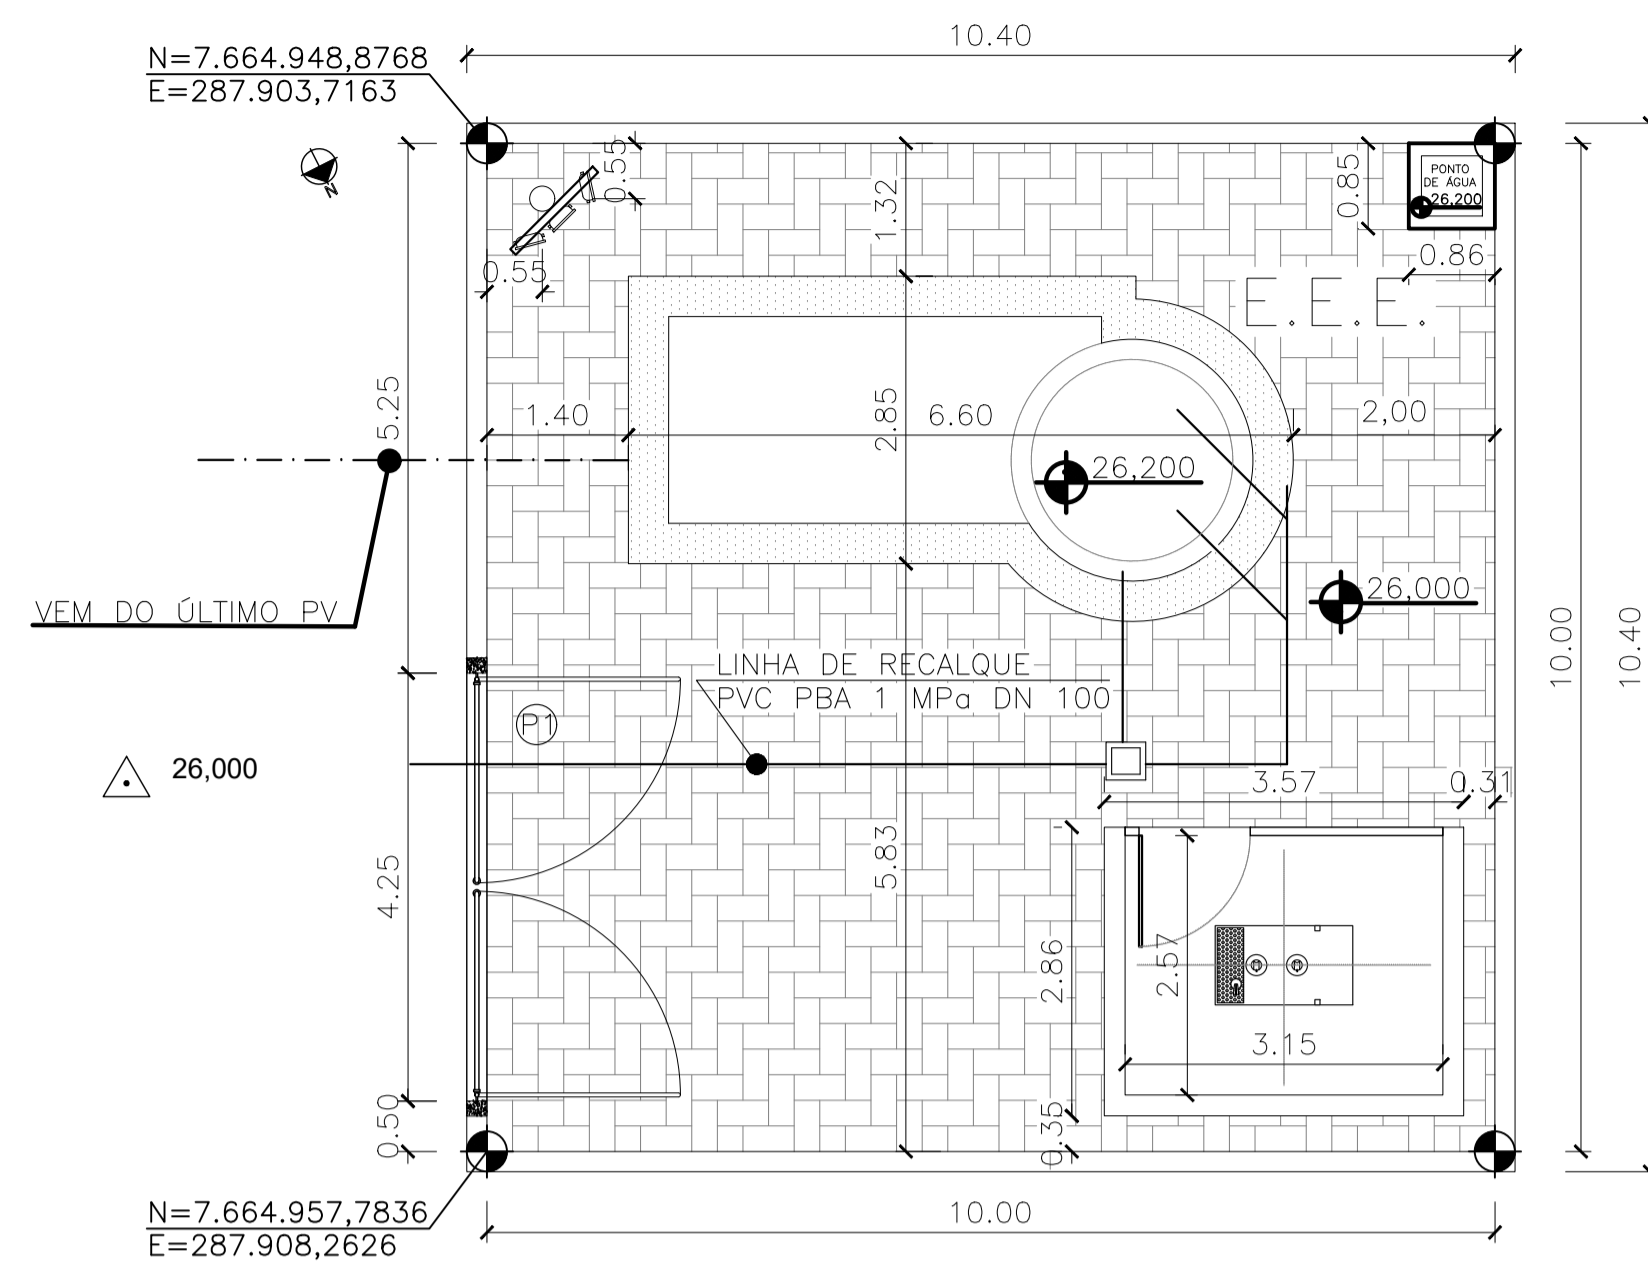 10.40
N=7.664.948,8768
E=287.903,7163
N
0.55
1.32
0.85
PONTO
DE ÁGUA
26,200
0.86
0.55
E.E.E.
5.25
1.40
2.85
6.60
2,00
26,200
26,000
VEM DO ÚLTIMO PV
10.00
10.40
LINHA DE RECALQUE
PVC PBA 1 MPa DN 100
P1
26,000
3.57
0.31
4.25
5.83
2.86
2.57
3.15
0.50
0.35
N=7.664.957,7836
E=287.908,2626
10.00